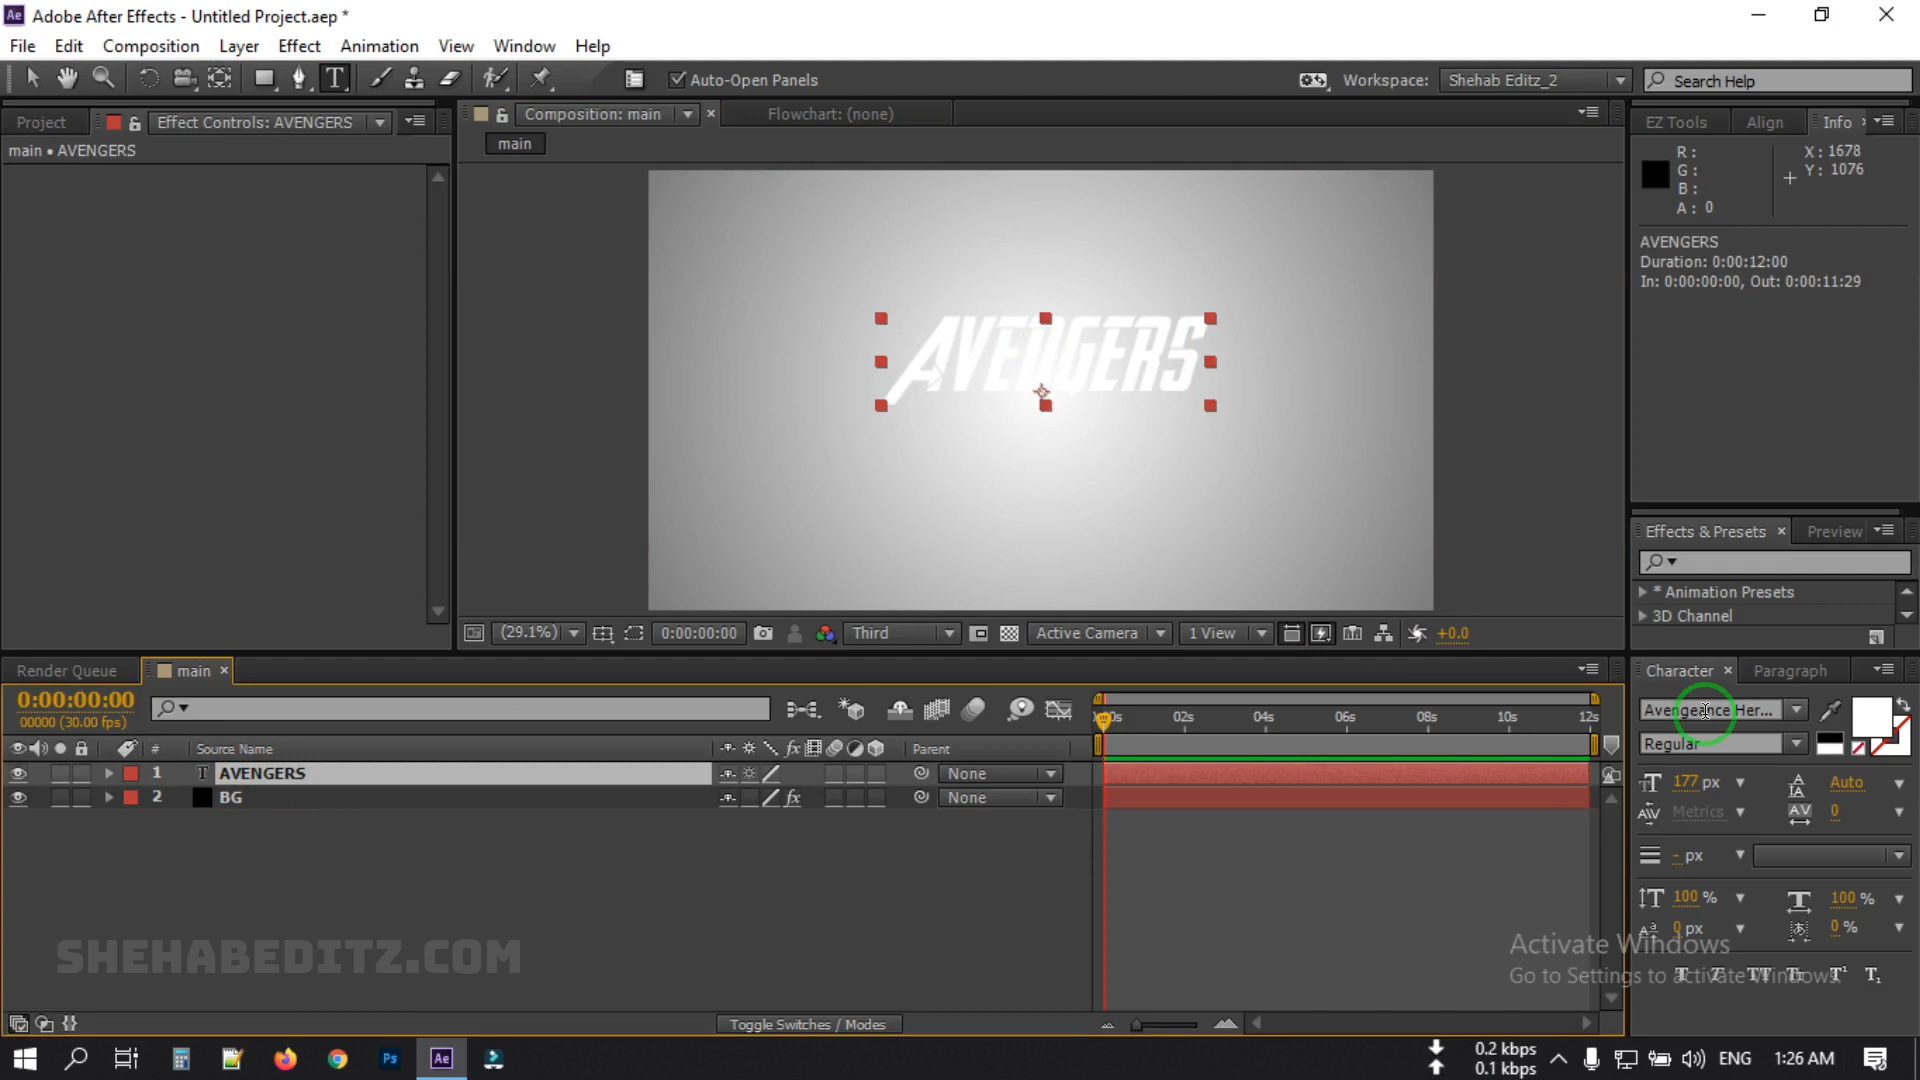 Adobe After Effects - Untitled Project.aep *
File Edit Composition Layer Effect Animation View Window Help
Auto-Open Panels
Workspace: Shehab Editz_2
Search Help
Project
Effect Controls: AVENGERS
main • AVENGERS
Composition: main
Flowchart: (none)
main
AVENGERS
(29.1%)
0:00:00:00
Third
Active Camera
1 View
+0.0
EZ Tools Align Info
R :
G :
B :
A : 0
X : 1678
Y : 1076
AVENGERS
Duration: 0:00:12:00
In: 0:00:00:00, Out: 0:00:11:29
Effects & Presets Preview
* Animation Presets
3D Channel
Render Queue
main
0:00:00:00
00000 (30.00 fps)
# Source Name Parent
1 T AVENGERS None
2 BG None
02s 04s 06s 08s 10s 12s
SHEHABEDITZ.COM
Toggle Switches / Modes
Character Paragraph
Avengeance Her...
Regular
177 px Auto
Metrics 0
- px
100 % 100 %
0 px 0 %
Activate Windows
Go to Settings to activate Windows.
Ps
Ae
0.2 kbps
0.1 kbps
ENG
1:26 AM